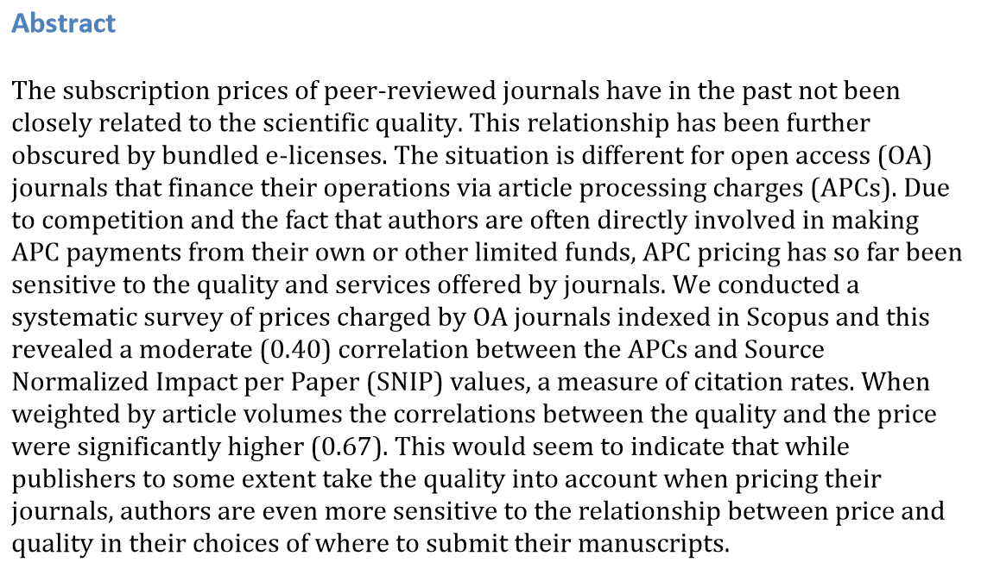 Abstract
The subscription prices of peer-reviewed journals have in the past not been
closely related to the scientific quality. This relationship has been further
obscured by bundled e-licenses. The situation is different for open access (OA)
journals that finance their operations via article processing charges (APCs). Due
to competition and the fact that authors are often directly involved in making
APC payments from their own or other limited funds, APC pricing has so far been
sensitive to the quality and services offered by journals. We conducted a
systematic survey of prices charged by OA journals indexed in Scopus and this
revealed a moderate (0.40) correlation between the APCs and Source
Normalized Impact per Paper (SNIP) values, a measure of citation rates. When
weighted by article volumes the correlations between the quality and the price
were significantly higher (0.67). This would seem to indicate that while
publishers to some extent take the quality into account when pricing their
journals, authors are even more sensitive to the relationship between price and
quality in their choices of where to submit their manuscripts.